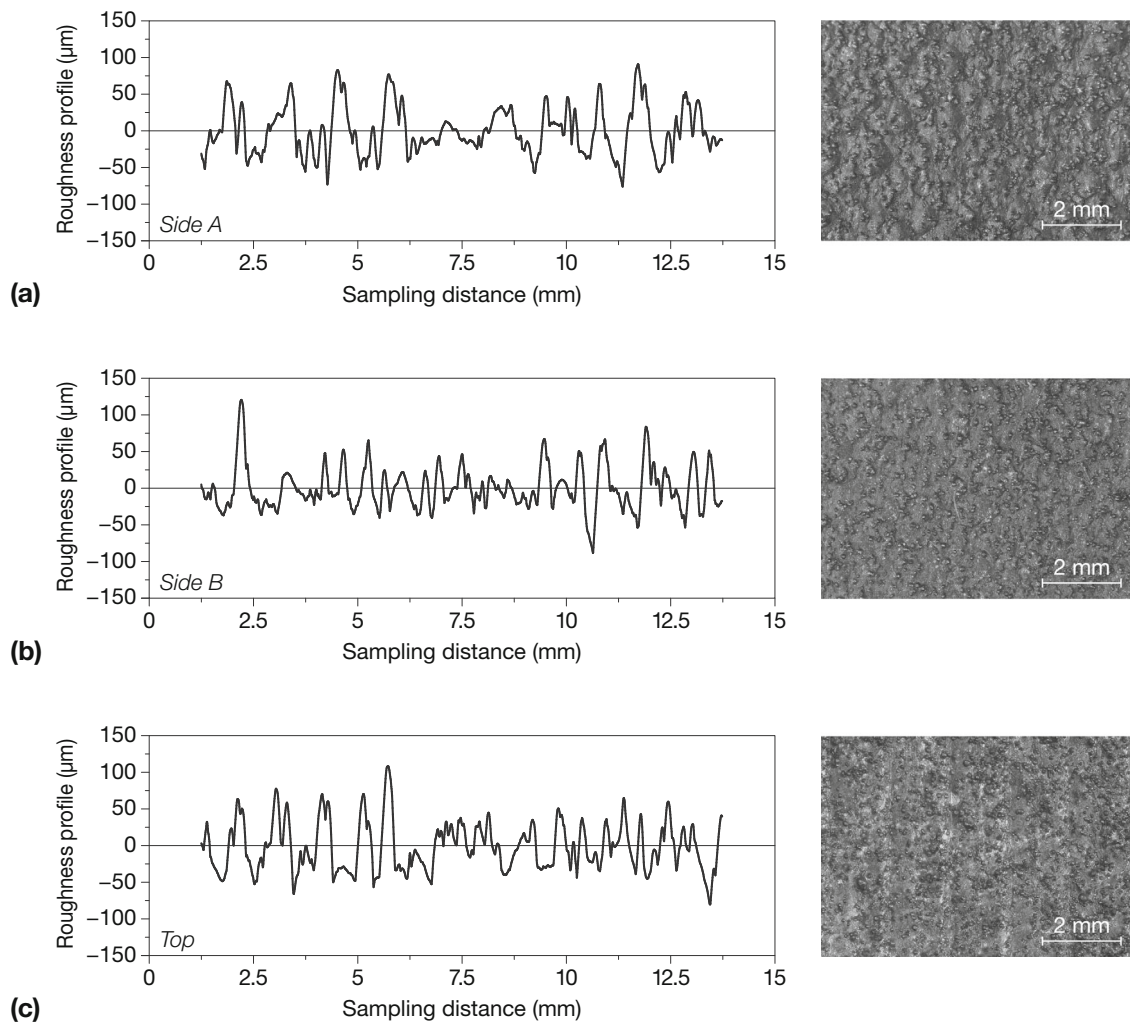 150
100
50
0
−50
−100
−150
Roughness profile (µm)
Side A
0 2.5 5 7.5 10 12.5 15
Sampling distance (mm)
2 mm
(a)
150
100
50
0
−50
−100
−150
Roughness profile (µm)
Side B
0 2.5 5 7.5 10 12.5 15
Sampling distance (mm)
2 mm
(b)
150
100
50
0
−50
−100
−150
Roughness profile (µm)
Top
0 2.5 5 7.5 10 12.5 15
Sampling distance (mm)
2 mm
(c)